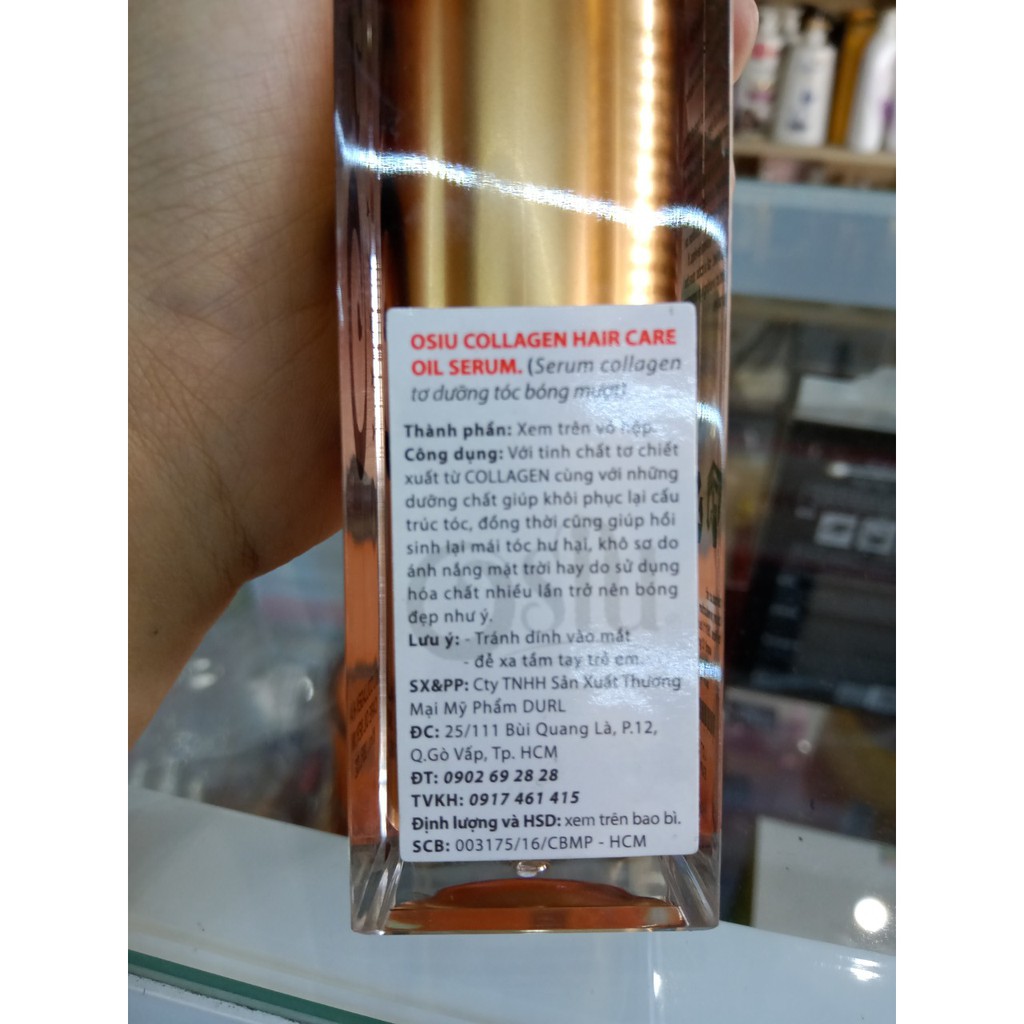 OSIU COLLAGEN HAIR CARE
OIL SERUM. (Serum collagen
tơ dưỡng tóc bóng mượt)
Thành phần: Xem trên vỏ hộp.
Công dụng: Với tinh chất tơ chiết
xuất từ COLLAGEN cùng với những
dưỡng chất giúp khôi phục lại cấu
trúc tóc, đồng thời cũng giúp hồi
sinh lại mái tóc hư hại, khô sơ do
ánh nắng mặt trời hay do sử dụng
hóa chất nhiều lần trở nên bóng
đẹp như ý.
Lưu ý: - Tránh dính vào mắt
- để xa tầm tay trẻ em.
SX&PP: Cty TNHH Sản Xuất Thương
Mại Mỹ Phẩm DURL
ĐC: 25/111 Bùi Quang Là, P.12,
Q.Gò Vấp, Tp. HCM
ĐT: 0902 69 28 28
TVKH: 0917 461 415
Định lượng và HSD: xem trên bao bì.
SCB: 003175/16/CBMP - HCM
osiu